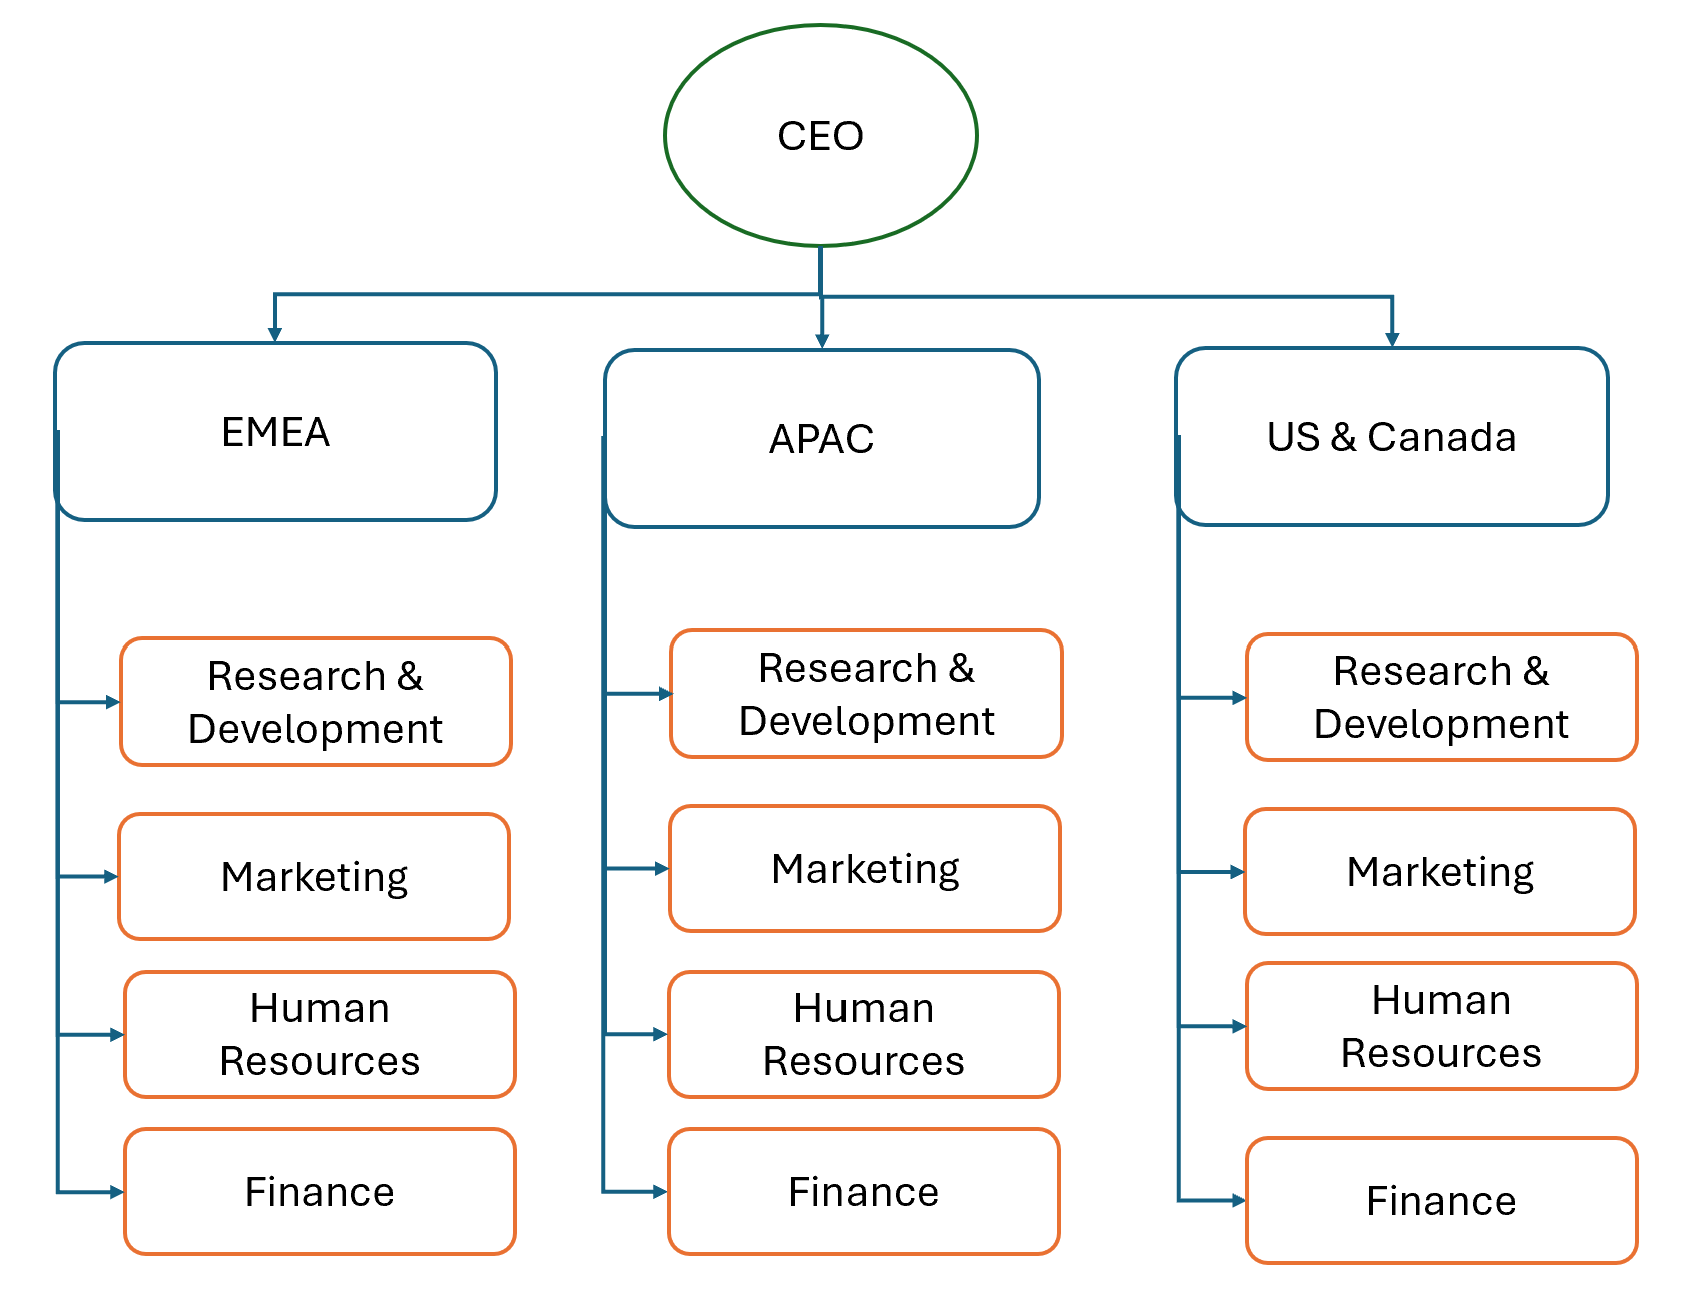 CEO
EMEA
APAC
US & Canada
Research &
Development
Marketing
Human
Resources
Finance
Research &
Development
Marketing
Human
Resources
Finance
Research &
Development
Marketing
Human
Resources
Finance